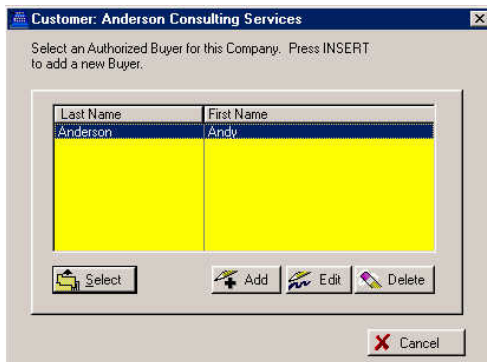 Customer: Anderson Consulting Services
Select an Authorized Buyer for this Company. Press INSERT
to add a new Buyer.
Last Name First Name
Anderson Andy
Select Add Edit Delete
Cancel